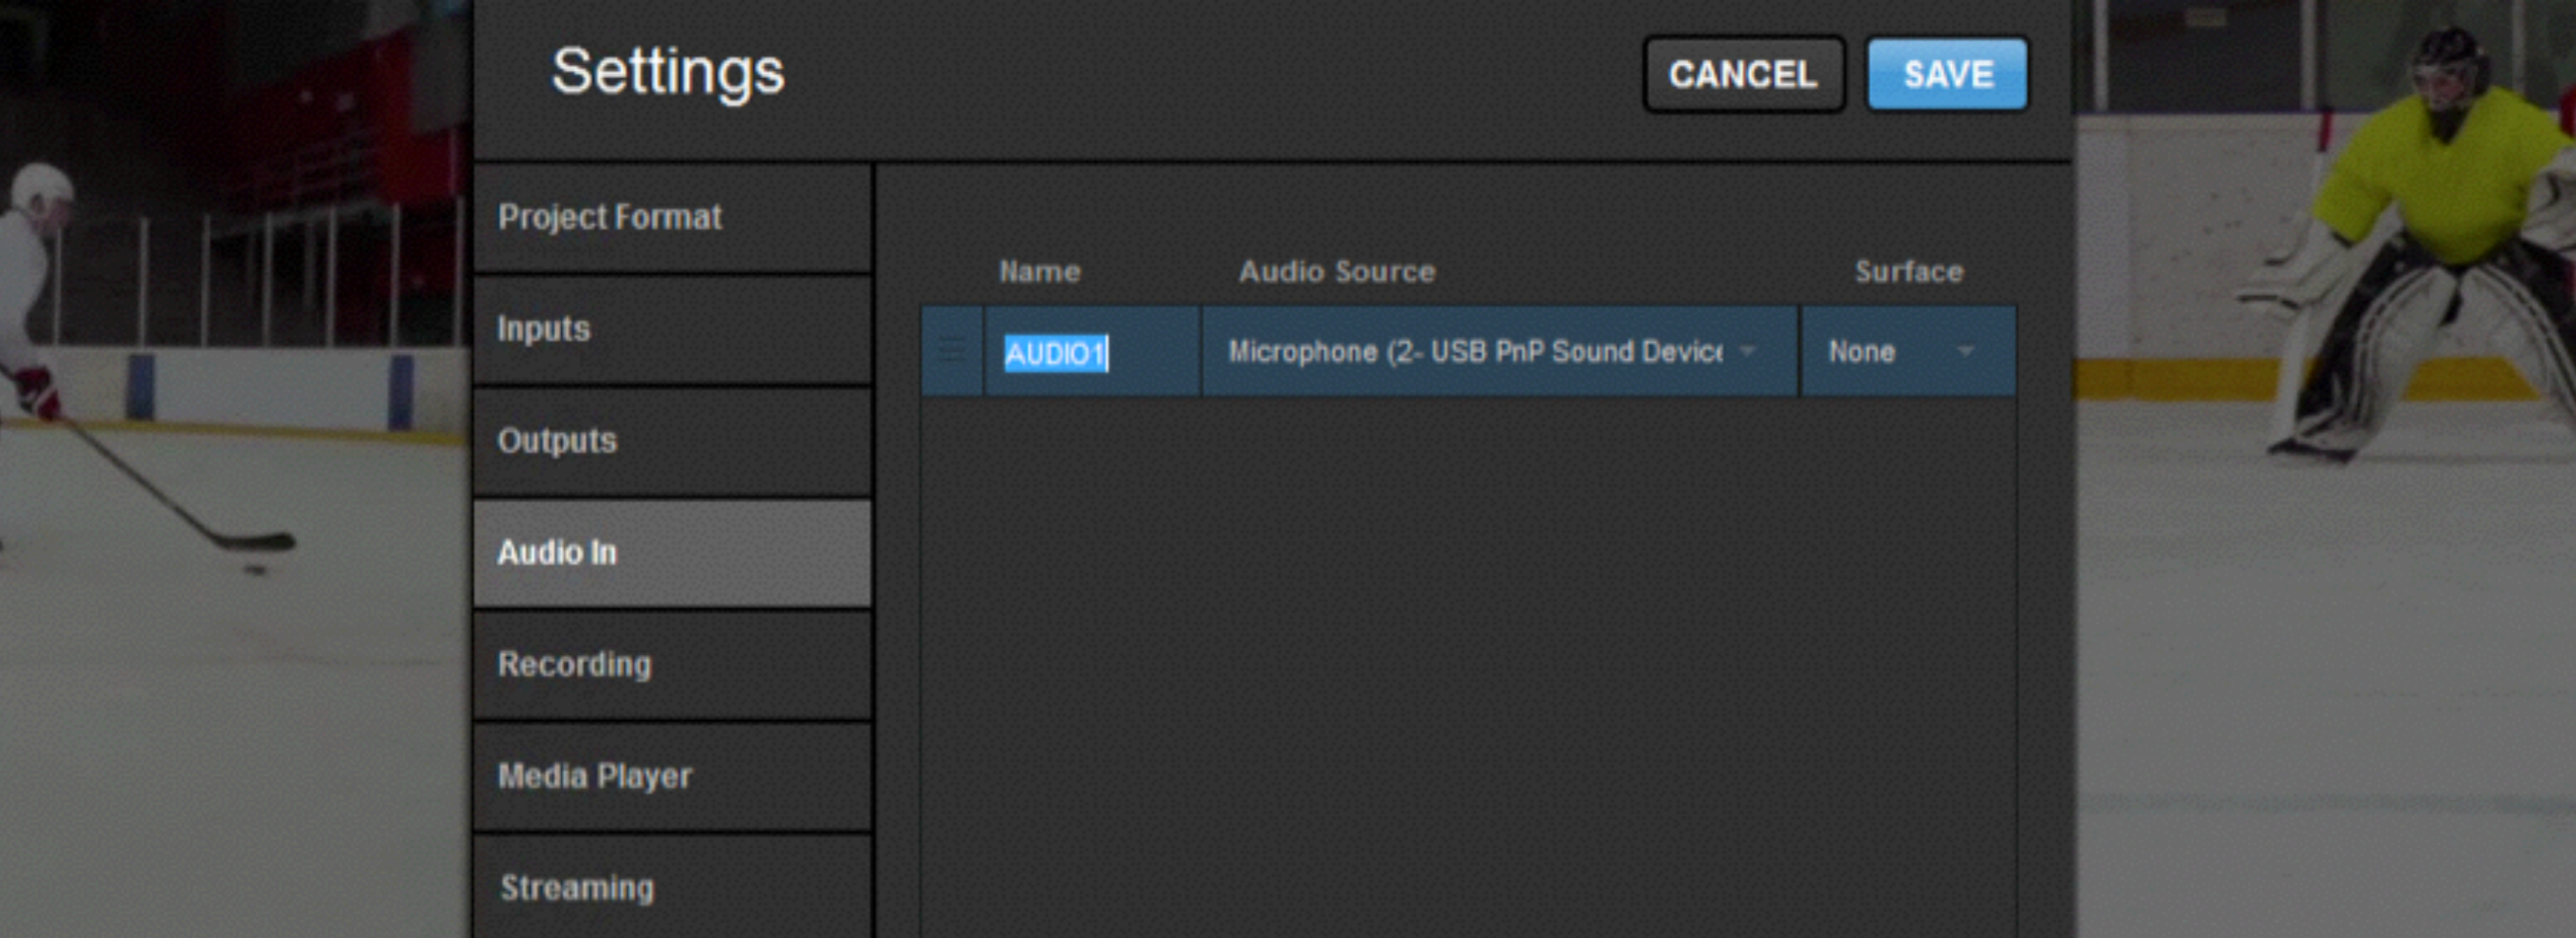 Settings
CANCEL
SAVE
Project Format
Inputs
Outputs
Audio In
Recording
Media Player
Streaming
Name Audio Source Surface
AUDIO1 Microphone (2- USB PnP Sound Device None